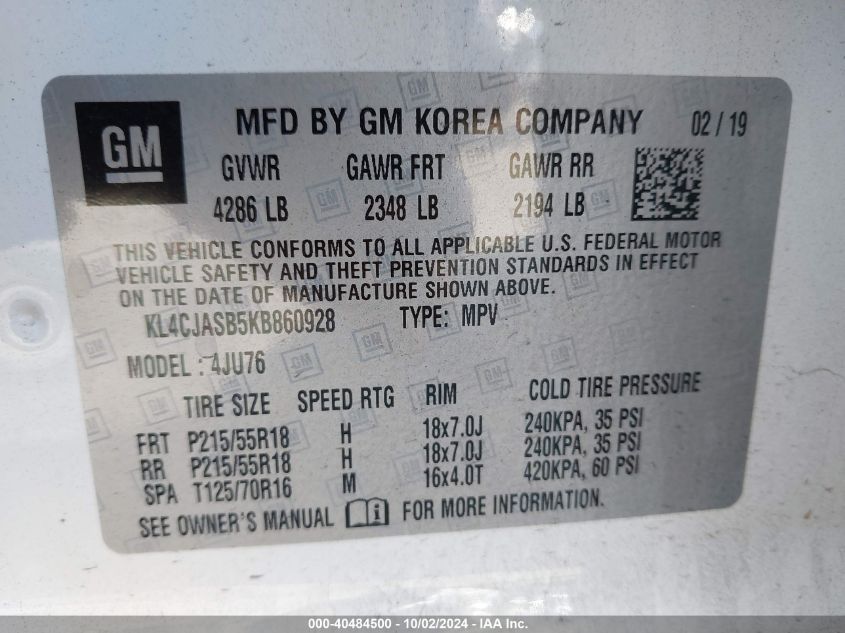 GM MFD BY GM KOREA COMPANY 02 / 19
GVWR GAWR FRT GAWR RR
4286 LB 2348 LB 2194 LB
THIS VEHICLE CONFORMS TO ALL APPLICABLE U.S. FEDERAL MOTOR
VEHICLE SAFETY AND THEFT PREVENTION STANDARDS IN EFFECT
ON THE DATE OF MANUFACTURE SHOWN ABOVE.
KL4CJASB5KB860928 TYPE: MPV
MODEL : 4JU76
TIRE SIZE SPEED RTG RIM COLD TIRE PRESSURE
FRT P215/55R18 H 18x7.0J 240KPA, 35 PSI
RR P215/55R18 H 18x7.0J 240KPA, 35 PSI
SPA T125/70R16 M 16x4.0T 420KPA, 60 PSI
SEE OWNER'S MANUAL FOR MORE INFORMATION.
000-40484500 - 10/02/2024 - IAA Inc.